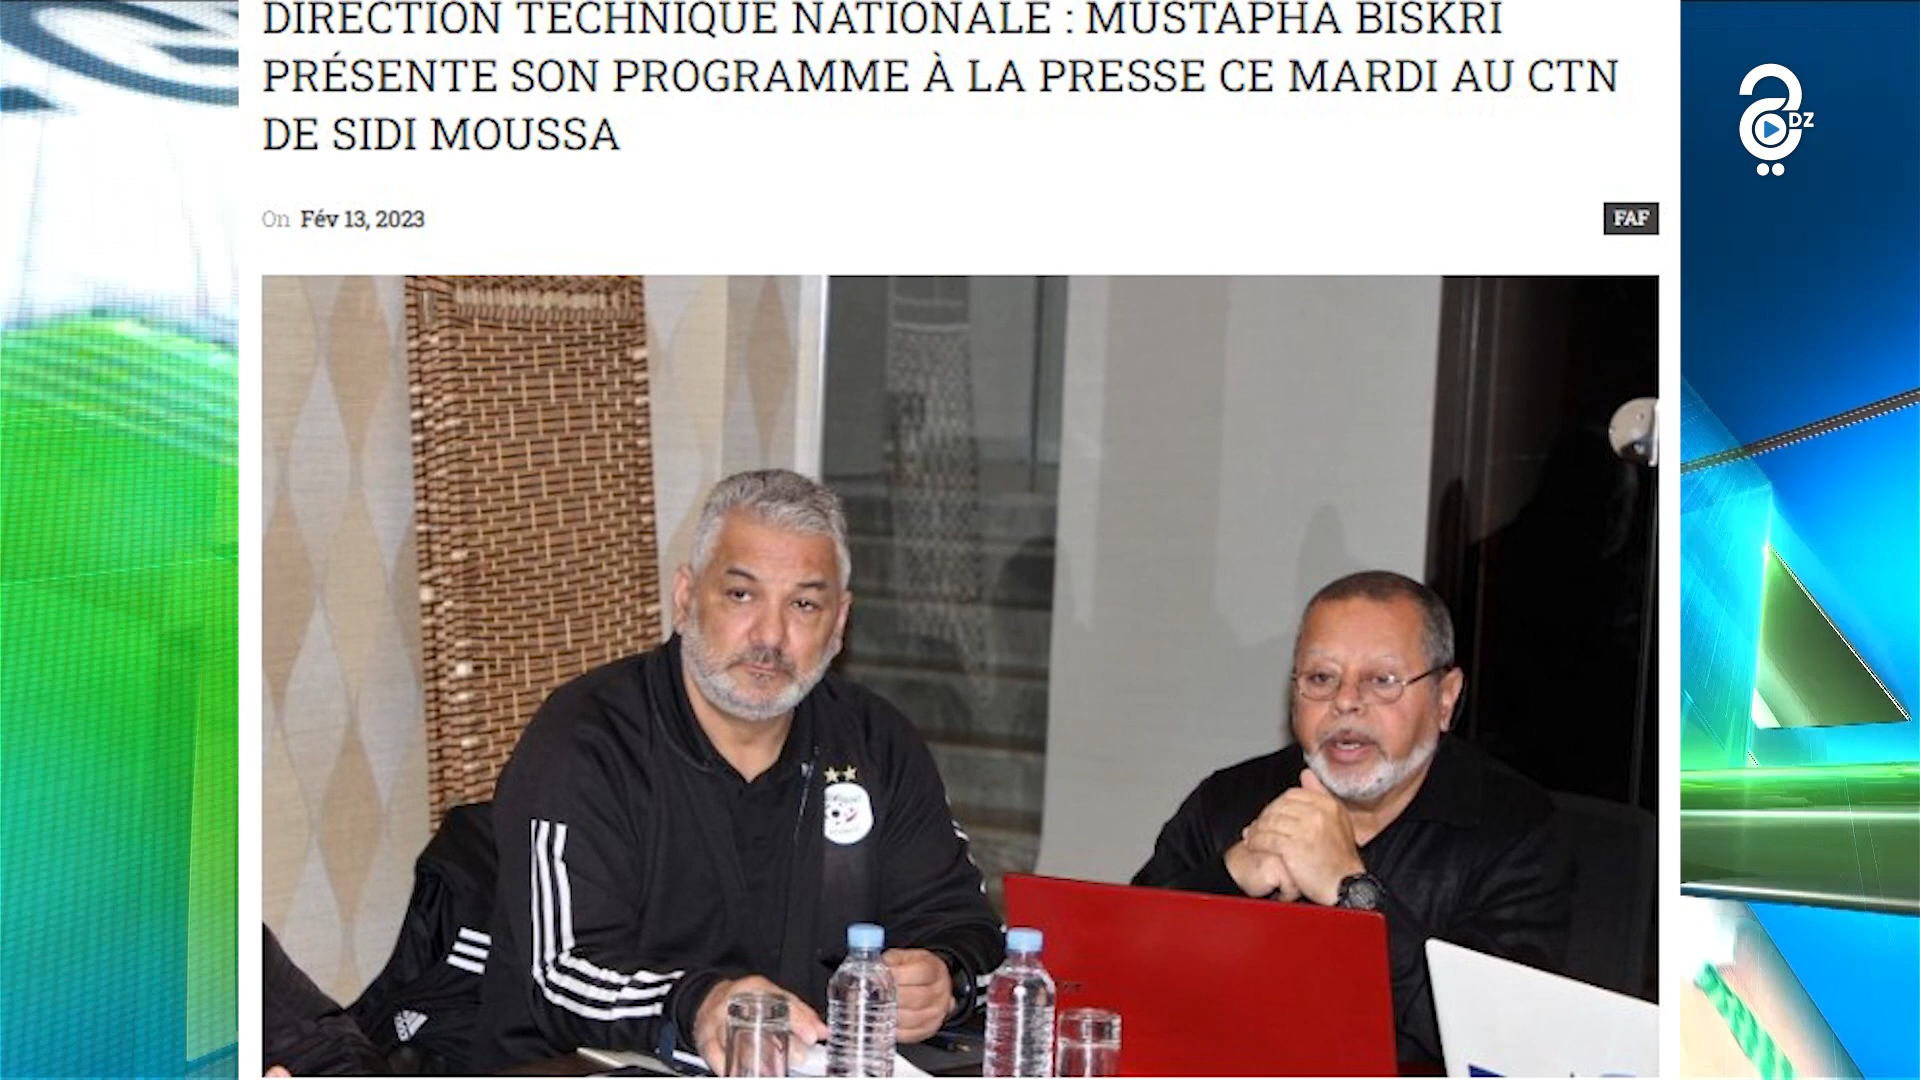 DIRECTION TECHNIQUE NATIONALE : MUSTAPHA BISKRI
PRÉSENTE SON PROGRAMME À LA PRESSE CE MARDI AU CTN
DE SIDI MOUSSA
On Fév 13, 2023
FAF
DZ